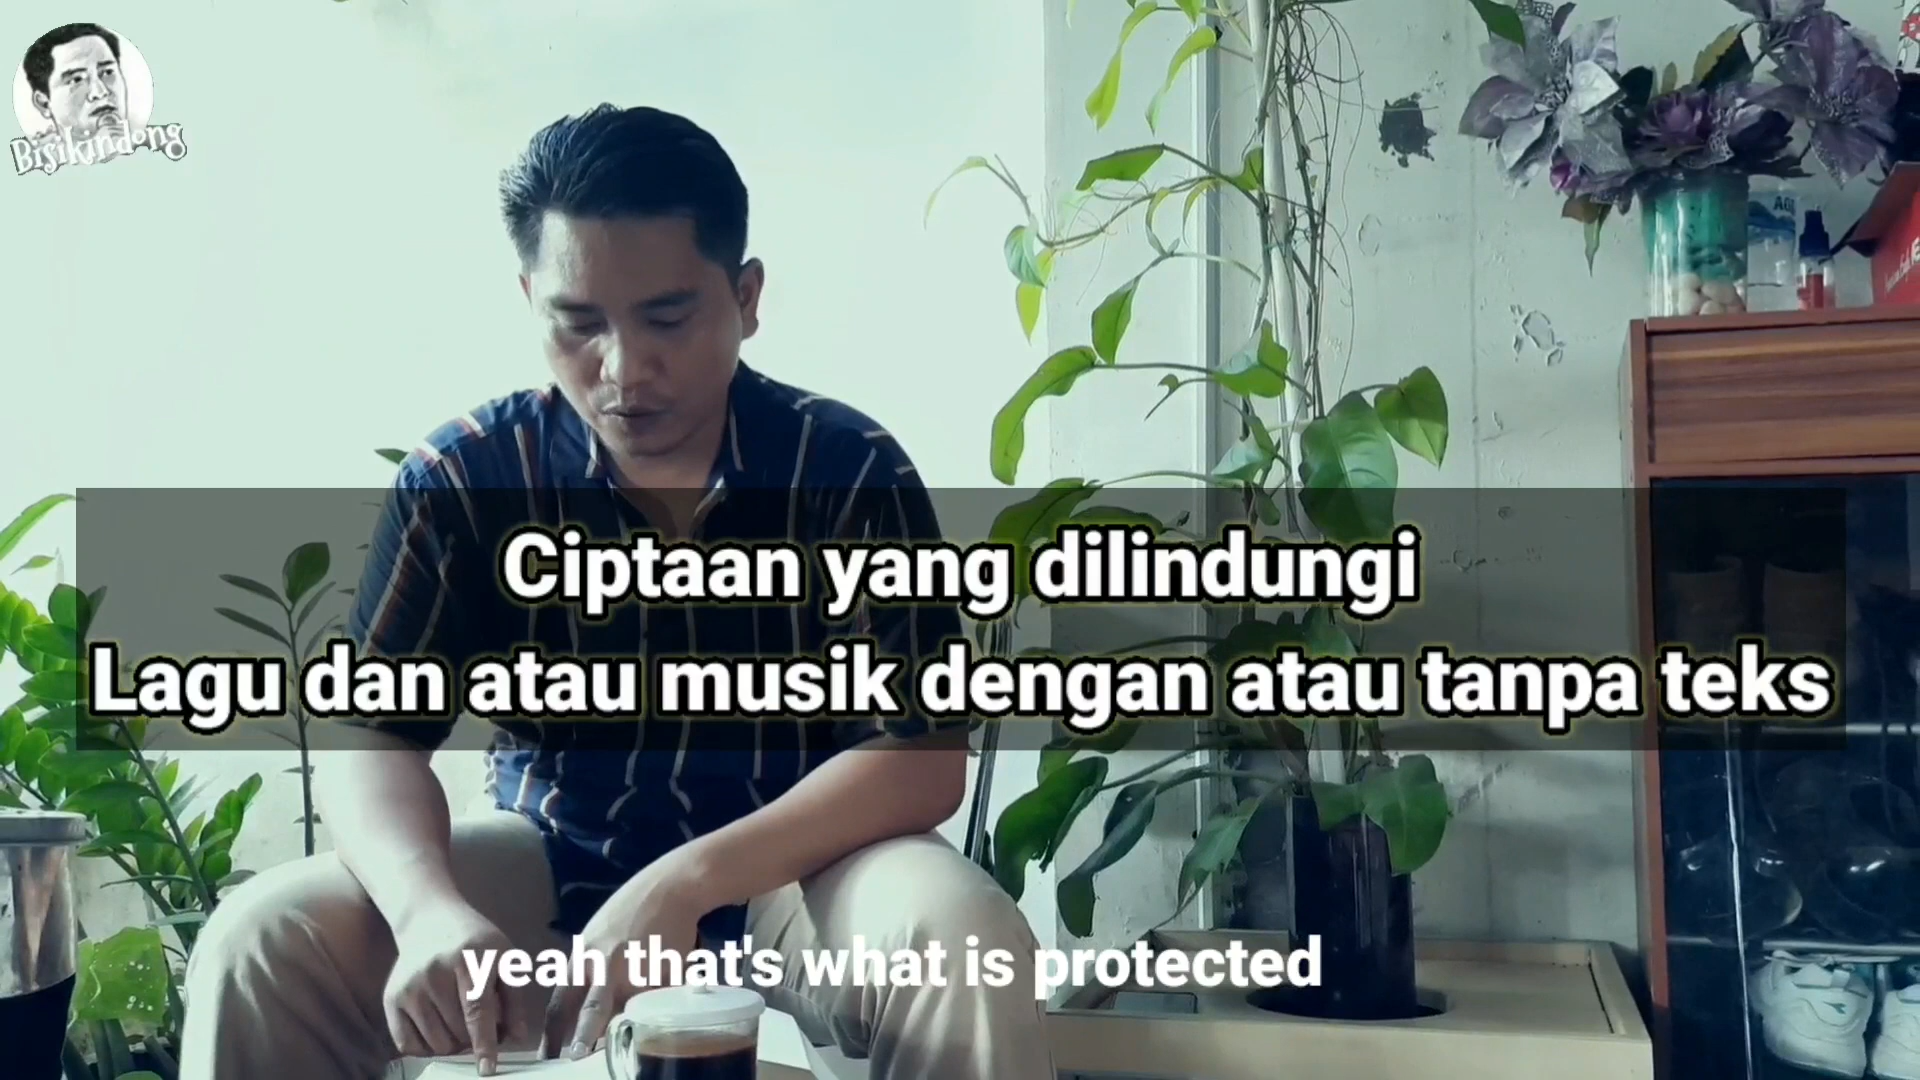 Bisikindong
Ciptaan yang dilindungi
Lagu dan atau musik dengan atau tanpa teks
yeah that's what is protected